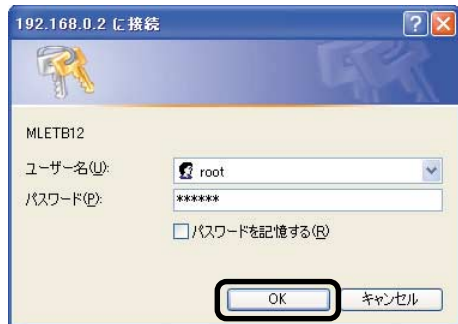 192.168.0.2 に接続
MLETB12
ユーザー名(U):
root
パスワード(P):
******
パスワードを記憶する(R)
OK
キャンセル